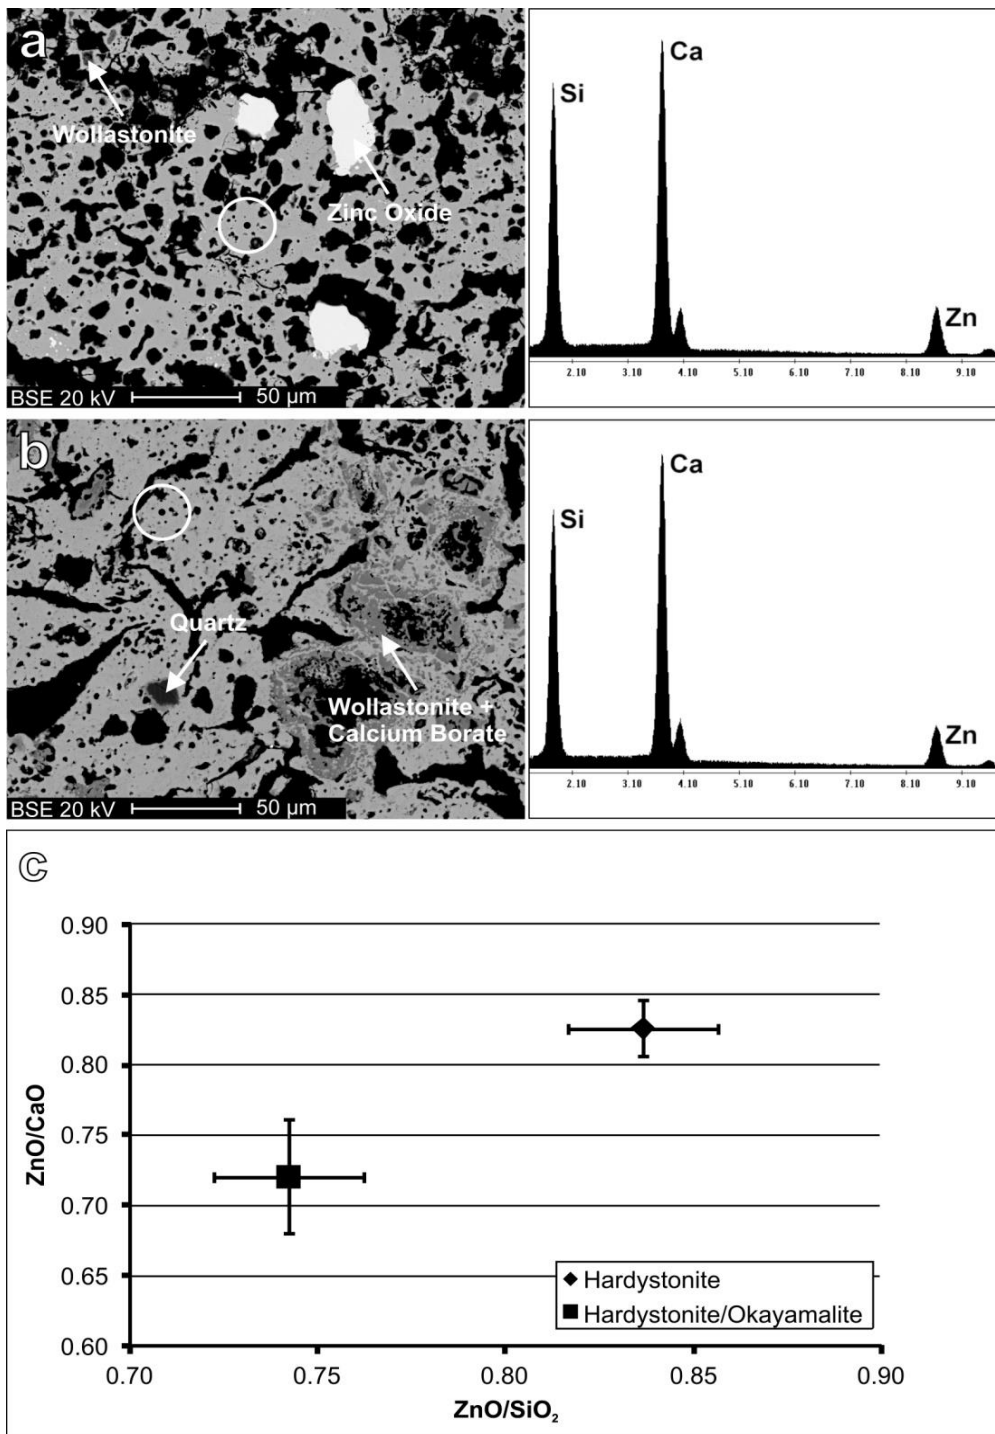 a
Wollastonite
Zinc Oxide
BSE 20 kV 50 µm
Si
Ca
Zn
2.10 3.10 4.10 5.10 6.10 7.10 8.10 9.10
b
Quartz
Wollastonite +
Calcium Borate
BSE 20 kV 50 µm
Si
Ca
Zn
2.10 3.10 4.10 5.10 6.10 7.10 8.10 9.10
c
0.90
0.85
0.80
0.75
0.70
0.65
0.60
ZnO/CaO
Hardystonite
Hardystonite/Okayamalite
0.70 0.75 0.80 0.85 0.90
ZnO/SiO₂